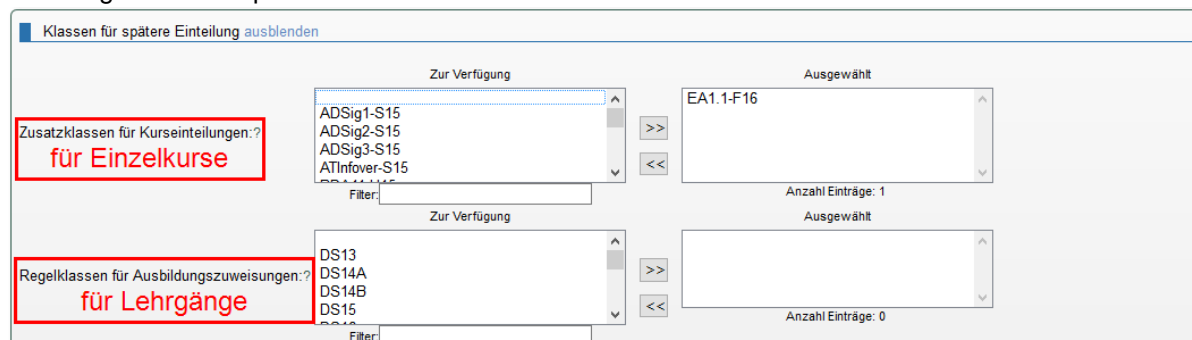 Klassen für spätere Einteilung ausblenden
Zur Verfügung Ausgewählt
Zusatzklassen für Kurseinteilungen:?
für Einzelkurse
ADSig1-S15
ADSig2-S15
ADSig3-S15
ATInfover-S15
>>
<<
EA1.1-F16
Filter:
Anzahl Einträge: 1
Zur Verfügung Ausgewählt
Regelklassen für Ausbildungszuweisungen:?
für Lehrgänge
DS13
DS14A
DS14B
DS15
>>
<<
Anzahl Einträge: 0
Filter: